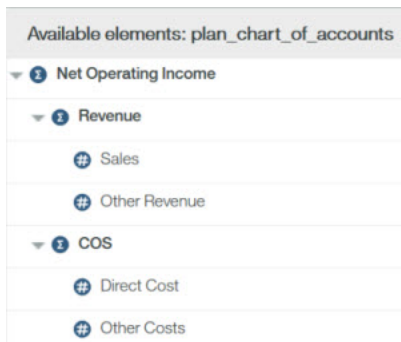 Available elements: plan_chart_of_accounts
Σ Net Operating Income
Σ Revenue
# Sales
# Other Revenue
Σ COS
# Direct Cost
# Other Costs